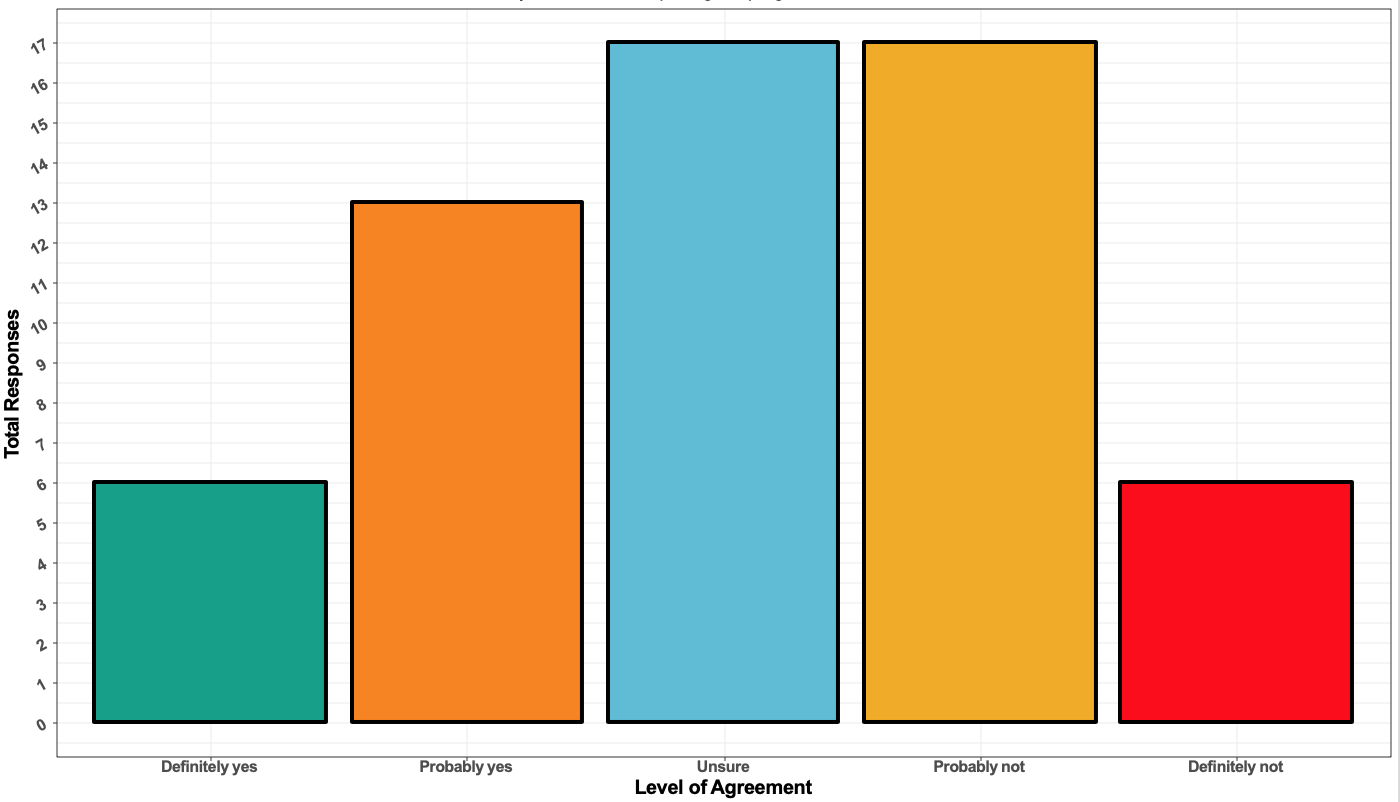 17
16
15
14
13
12
11
10
9
8
7
6
5
4
3
2
1
0
Total Responses
Definitely yes
Probably yes
Unsure
Probably not
Definitely not
Level of Agreement